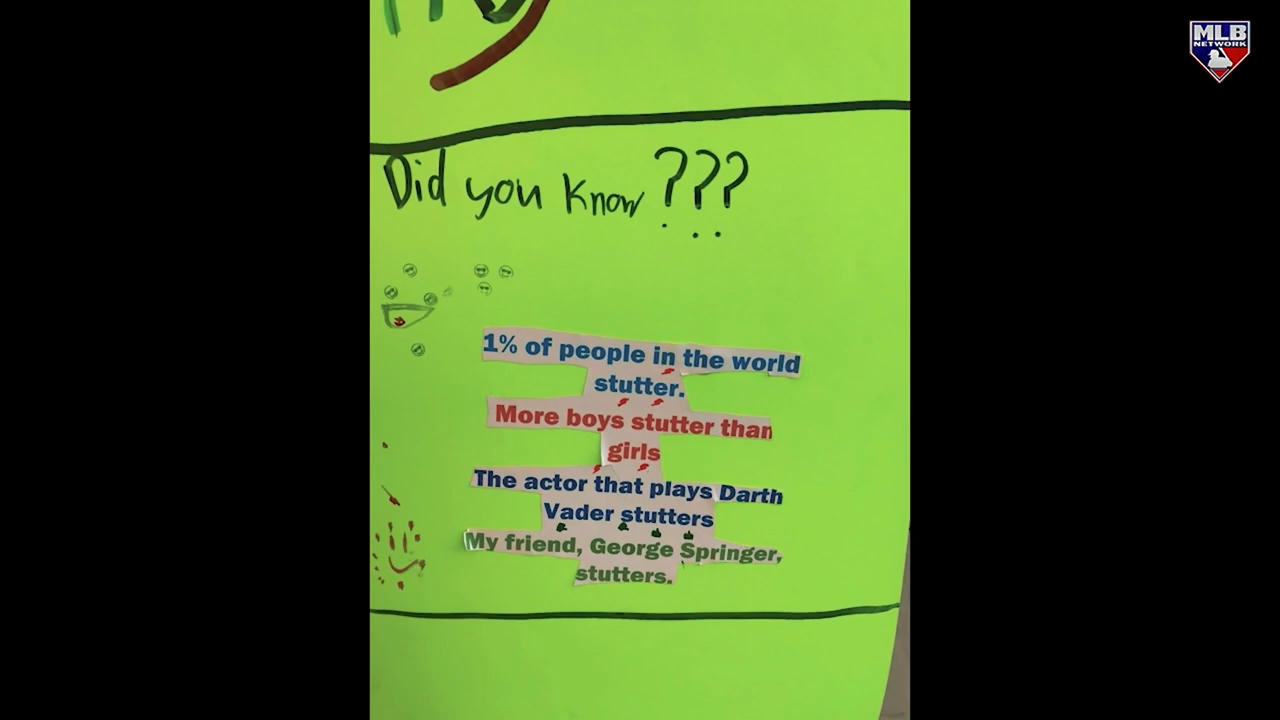 MLB
NETWORK
Did you know???
1% of people in the world
stutter.
More boys stutter than
girls
The actor that plays Darth
Vader stutters
My friend, George Springer,
stutters.